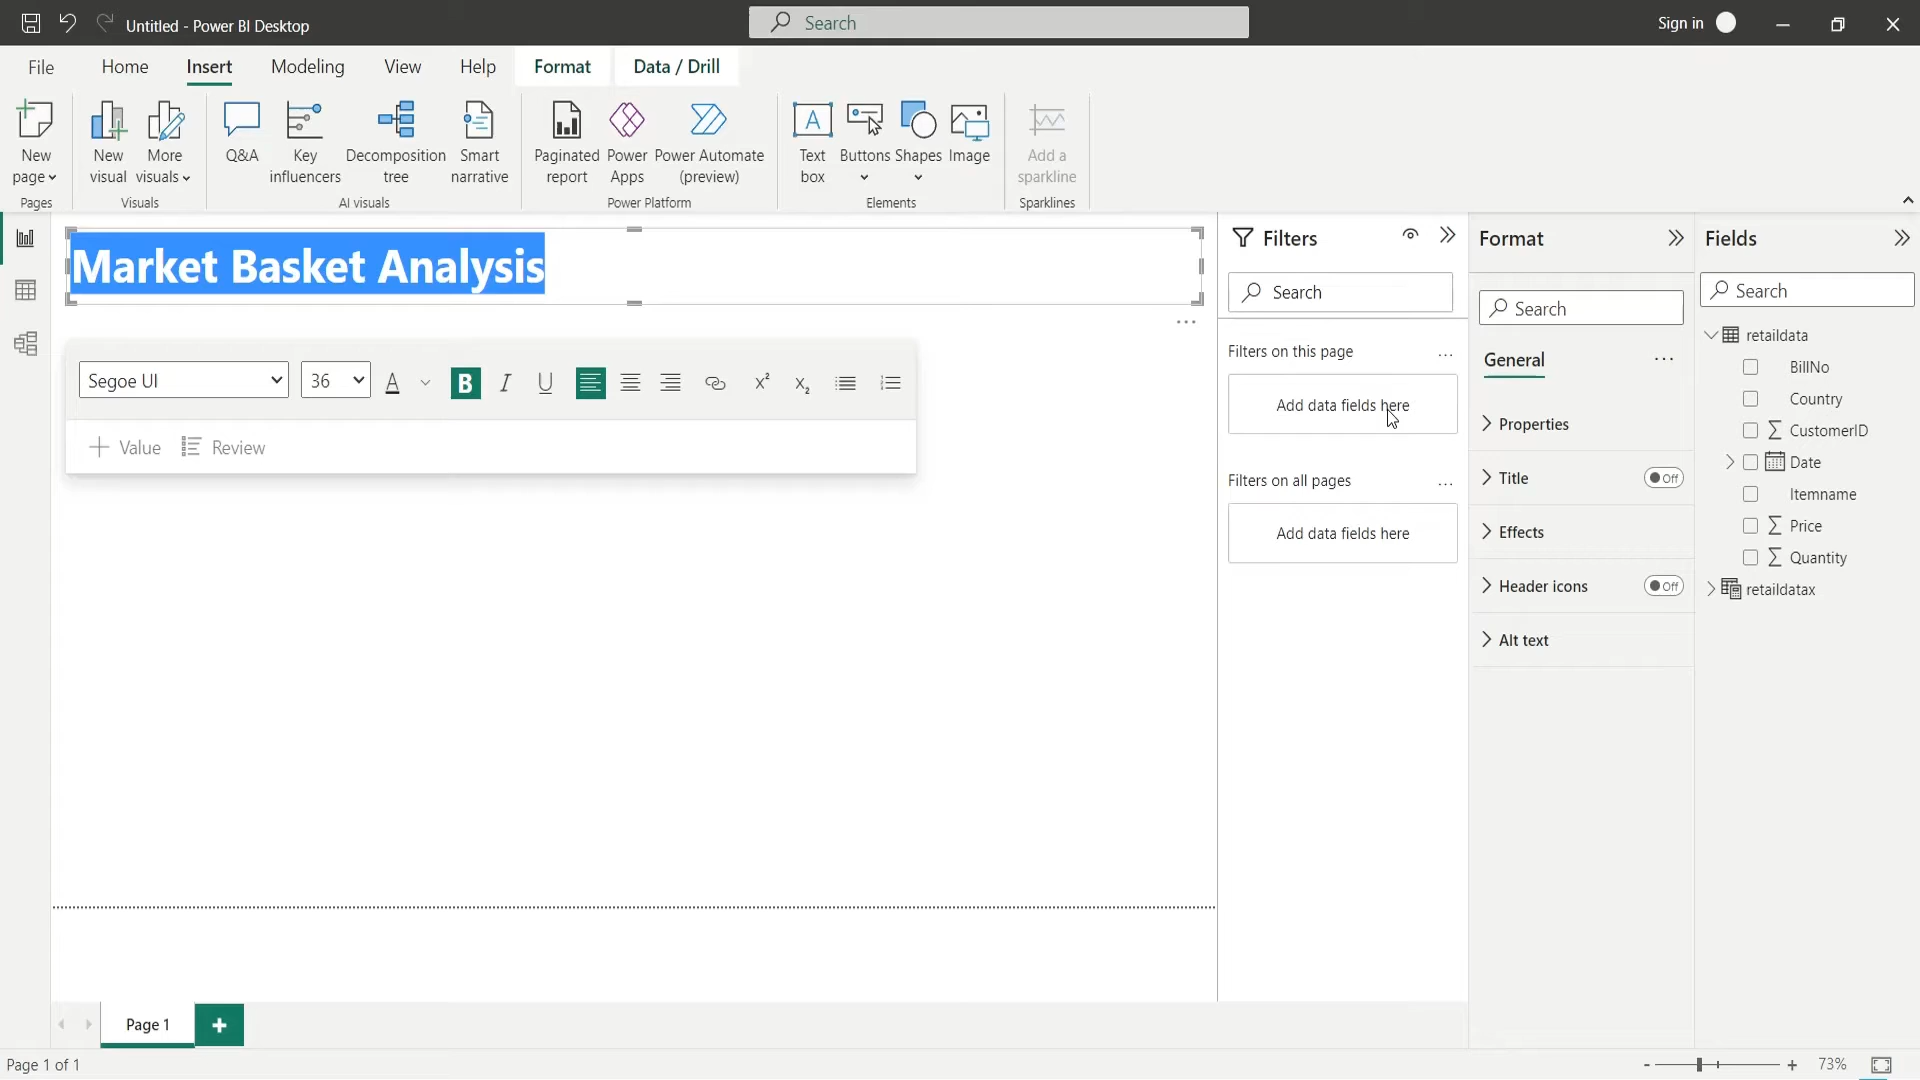 Untitled - Power BI Desktop
Search
Sign in
File Home Insert Modeling View Help Format Data / Drill
New page
New visual
More visuals
Q&A
Key influencers
Decomposition tree
Smart narrative
Paginated report
Power Apps
Power Automate (preview)
Text box
Buttons
Shapes
Image
Add a sparkline
Pages
Visuals
AI visuals
Power Platform
Elements
Sparklines
Market Basket Analysis
Segoe UI
36
A
B
I
U
x²
x₂
Value
Review
Filters
Search
Filters on this page
...
Add data fields here
Filters on all pages
...
Add data fields here
Format
Search
General
...
Properties
Title
Off
Effects
Header icons
Off
Alt text
Fields
Search
retaildata
BillNo
Country
∑ CustomerID
Date
Itemname
∑ Price
∑ Quantity
retaildatax
Page 1
+
Page 1 of 1
- + 73%